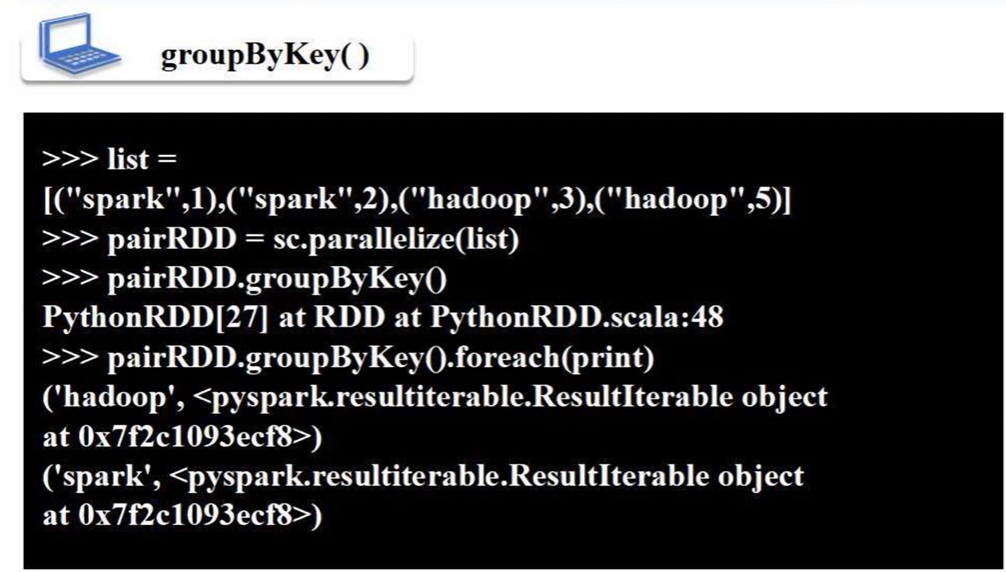 groupByKey( )
>>> list =
[("spark",1),("spark",2),("hadoop",3),("hadoop",5)]
>>> pairRDD = sc.parallelize(list)
>>> pairRDD.groupByKey()
PythonRDD[27] at RDD at PythonRDD.scala:48
>>> pairRDD.groupByKey().foreach(print)
('hadoop', <pyspark.resultiterable.ResultIterable object
at 0x7f2c1093ecf8>)
('spark', <pyspark.resultiterable.ResultIterable object
at 0x7f2c1093ecf8>)